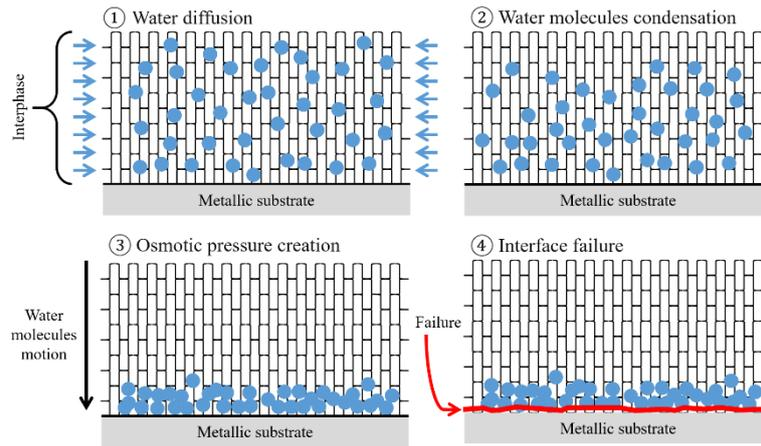 ① Water diffusion
Interphase
Metallic substrate
② Water molecules condensation
Metallic substrate
③ Osmotic pressure creation
Water
molecules
motion
Metallic substrate
④ Interface failure
Failure
Metallic substrate